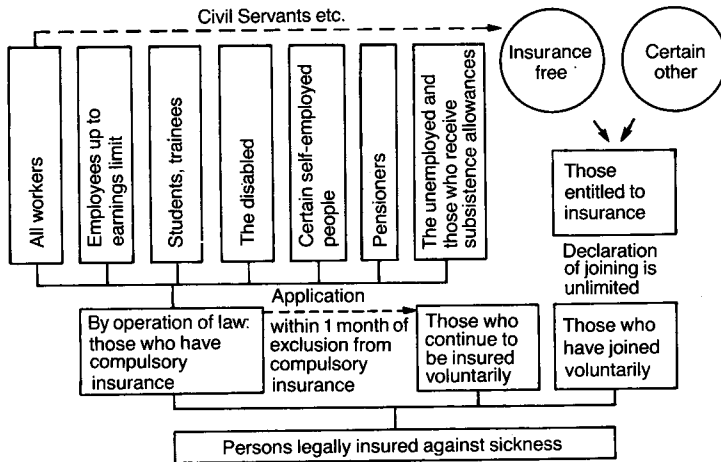 Civil Servants etc.
Insurance
free
Certain
other
All workers
Employees up to
earnings limit
Students, trainees
The disabled
Certain self-employed
people
Pensioners
The unemployed and
those who receive
subsistence allowances
Those
entitled to
insurance
Declaration
of joining is
unlimited
By operation of law:
those who have
compulsory
insurance
Application
within 1 month of
exclusion from
compulsory
insurance
Those who
continue to
be insured
voluntarily
Those who
have joined
voluntarily
Persons legally insured against sickness